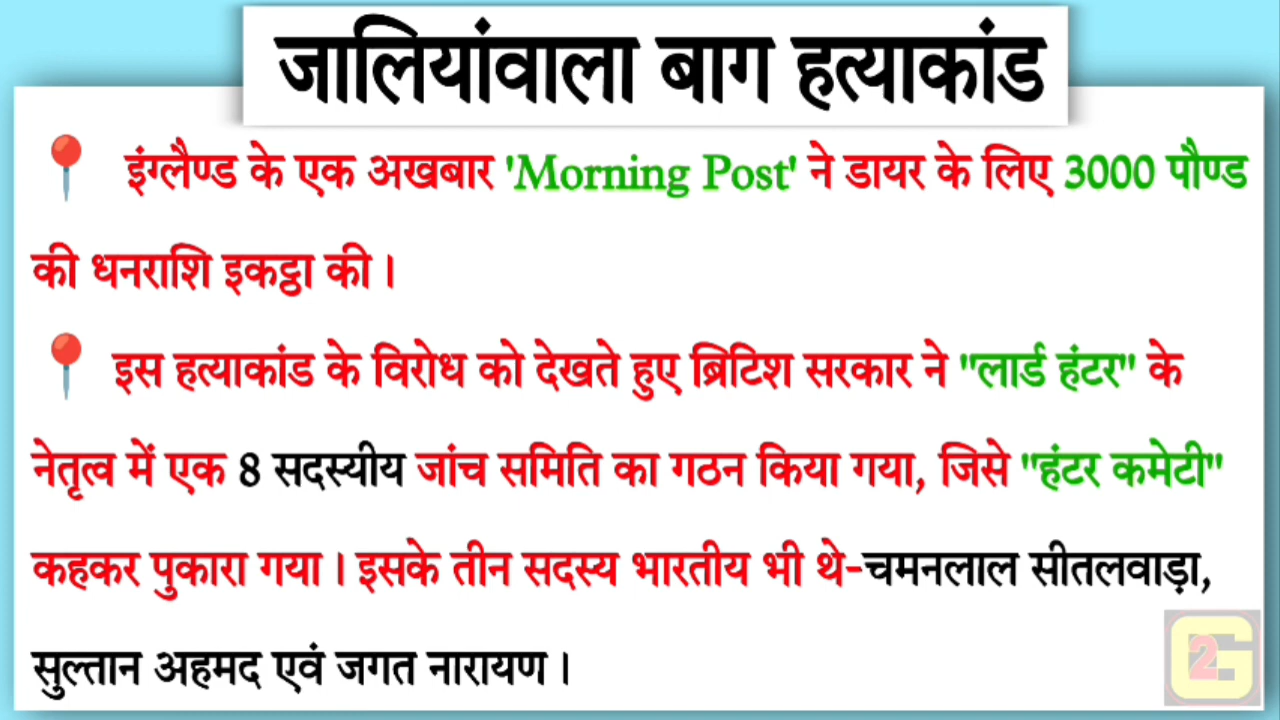 जालियांवाला बाग हत्याकांड
इंग्लैण्ड के एक अखबार 'Morning Post' ने डायर के लिए 3000 पौण्ड
की धनराशि इकट्ठा की।
इस हत्याकांड के विरोध को देखते हुए ब्रिटिश सरकार ने "लार्ड हंटर" के
नेतृत्व में एक 8 सदस्यीय जांच समिति का गठन किया गया, जिसे "हंटर कमेटी"
कहकर पुकारा गया। इसके तीन सदस्य भारतीय भी थे-चमनलाल सीतलवाड़ा,
सुल्तान अहमद एवं जगत नारायण।
G2